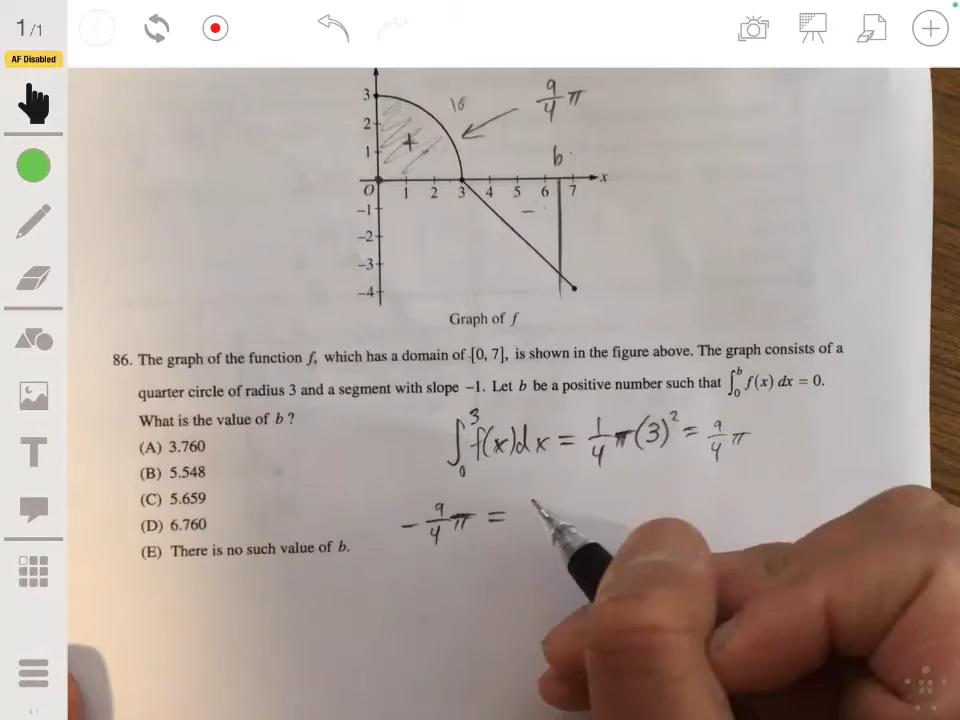 1/1
AF Disabled
3
2
1
O
1 2 3 4 5 6 7 x
-1
-2
-3
-4
+
9/4 π
b
-
Graph of f
86. The graph of the function f, which has a domain of [0, 7], is shown in the figure above. The graph consists of a
quarter circle of radius 3 and a segment with slope −1. Let b be a positive number such that ∫₀ᵇ f(x) dx = 0.
What is the value of b ?
(A) 3.760
(B) 5.548
(C) 5.659
(D) 6.760
(E) There is no such value of b.
∫₀³ f(x)dx = 1/4 π(3)² = 9/4 π
- 9/4 π =
T